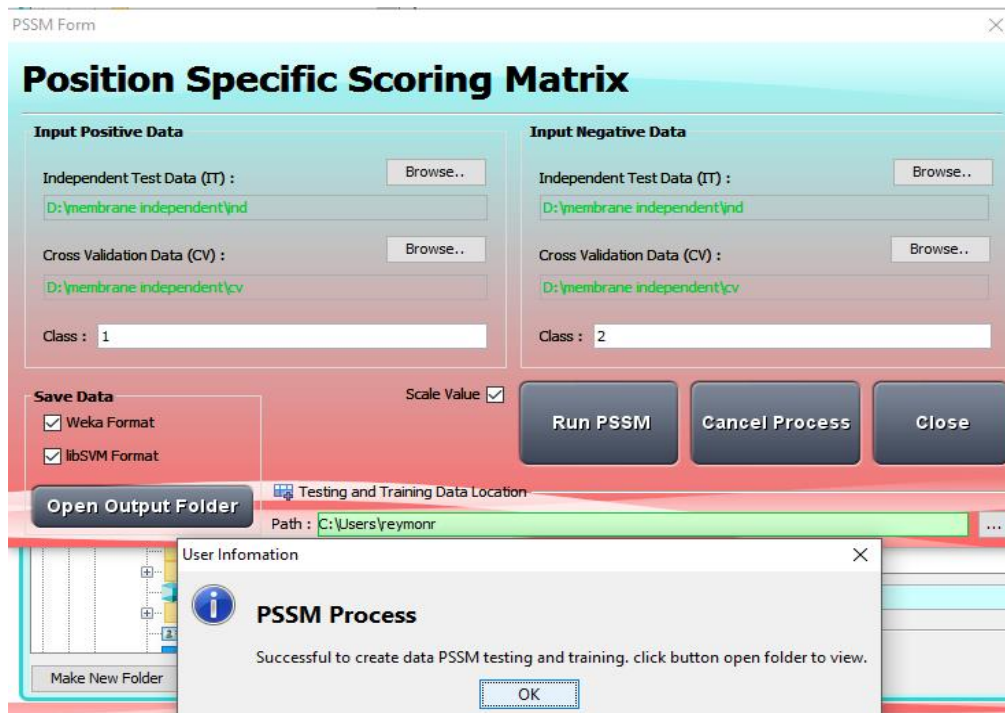 PSSM Form
Position Specific Scoring Matrix
Input Positive Data
Independent Test Data (IT) :
Browse..
D:\membrane independent\ind
Cross Validation Data (CV) :
Browse..
D:\membrane independent\cv
Class : 1
Input Negative Data
Independent Test Data (IT) :
Browse..
D:\membrane independent\ind
Cross Validation Data (CV) :
Browse..
D:\membrane independent\cv
Class : 2
Save Data
Weka Format
libSVM Format
Scale Value
Run PSSM
Cancel Process
Close
Open Output Folder
Testing and Training Data Location
Path : C:\Users\reymonr
...
User Infomation
PSSM Process
Successful to create data PSSM testing and training. click button open folder to view.
OK
Make New Folder